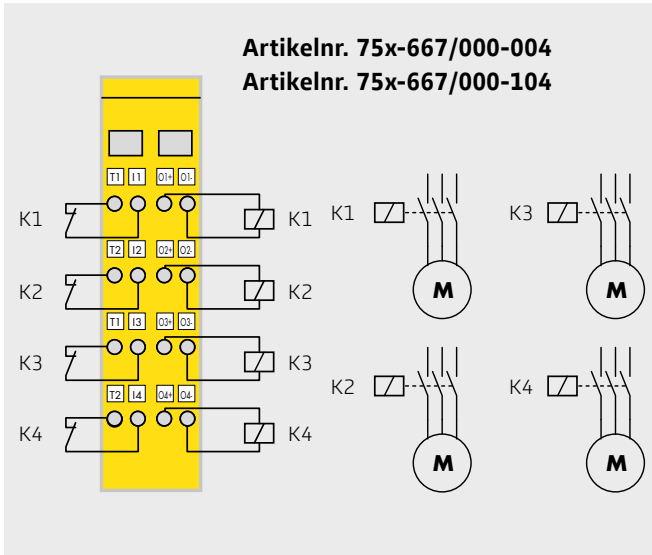 Artikelnr. 75x-667/000-004
Artikelnr. 75x-667/000-104
T1 I1 O1+ O1-
K1 K1
T2 I2 O2+ O2-
K2 K2
T1 I3 O3+ O3-
K3 K3
T2 I4 O4+ O4-
K4 K4
K1 K3
M M
K2 K4
M M